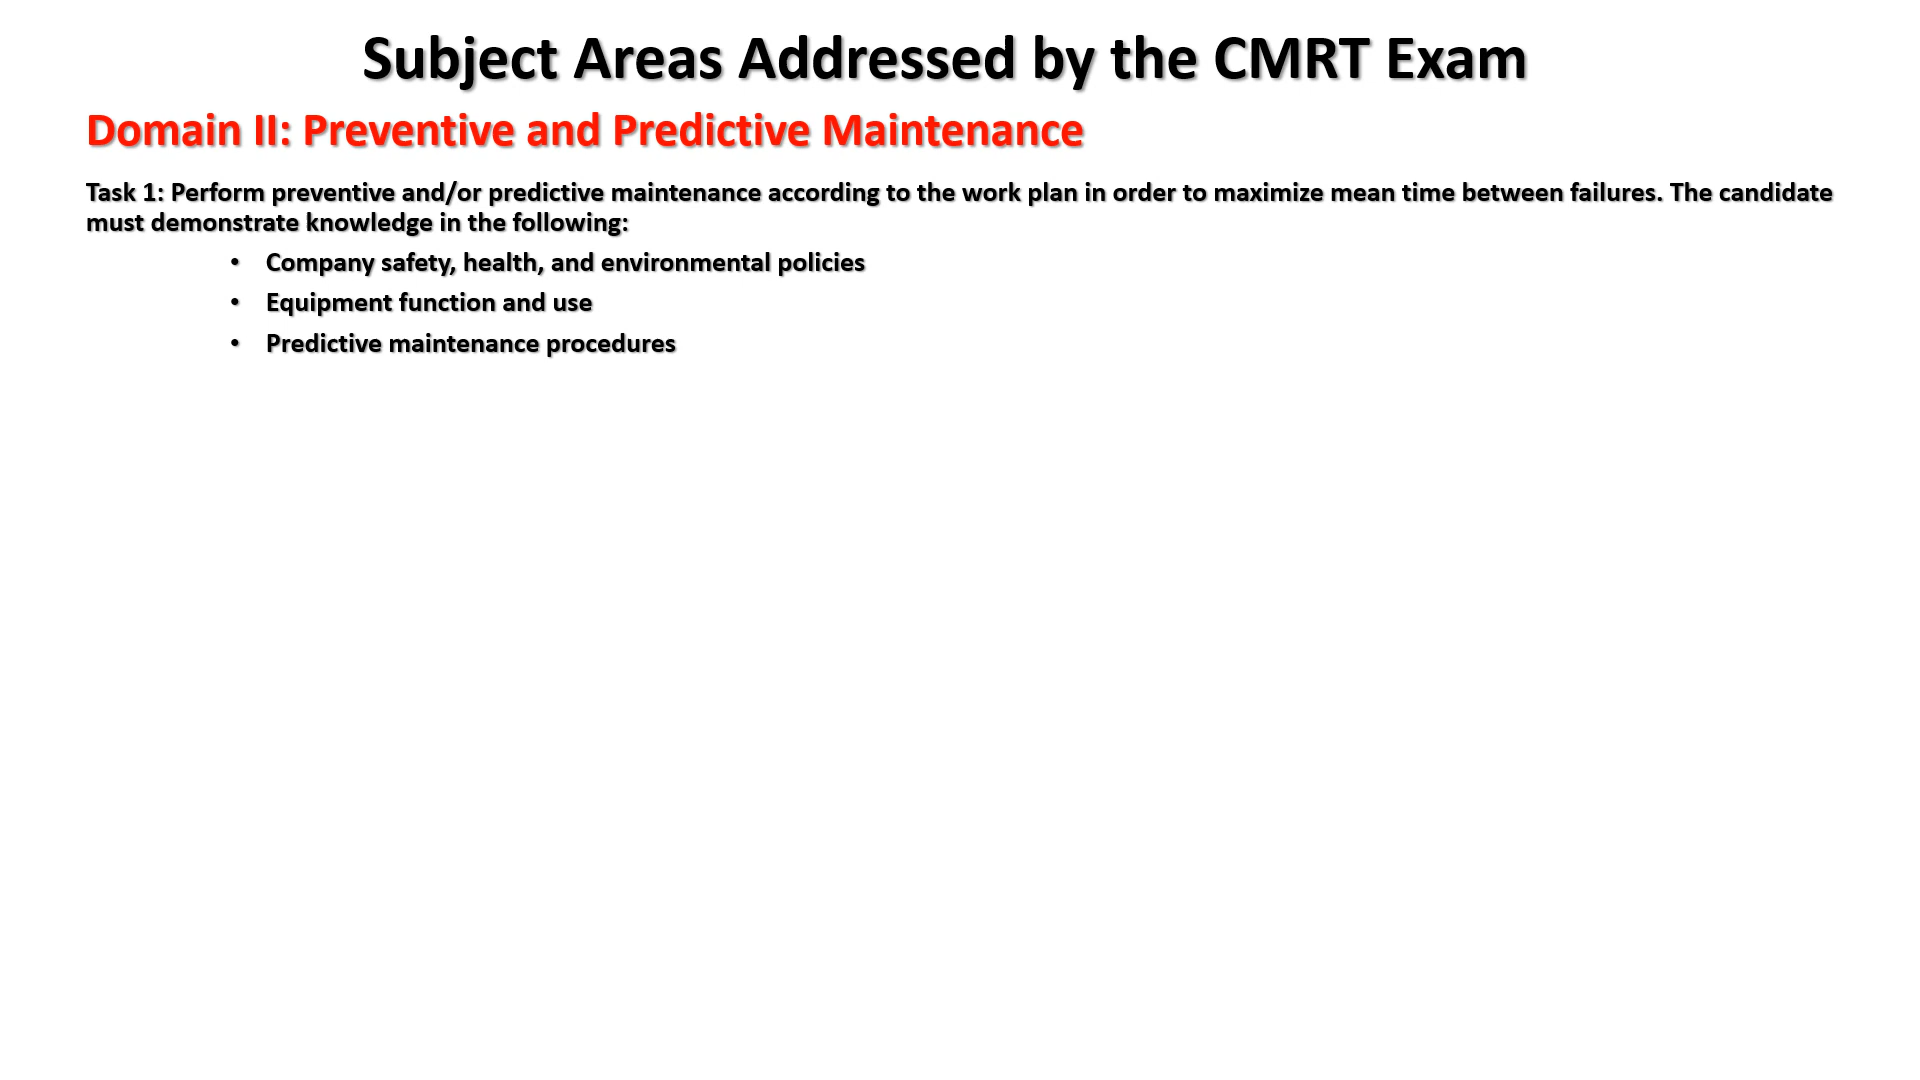 Subject Areas Addressed by the CMRT Exam
Domain II: Preventive and Predictive Maintenance
Task 1: Perform preventive and/or predictive maintenance according to the work plan in order to maximize mean time between failures. The candidate
must demonstrate knowledge in the following:
• Company safety, health, and environmental policies
• Equipment function and use
• Predictive maintenance procedures